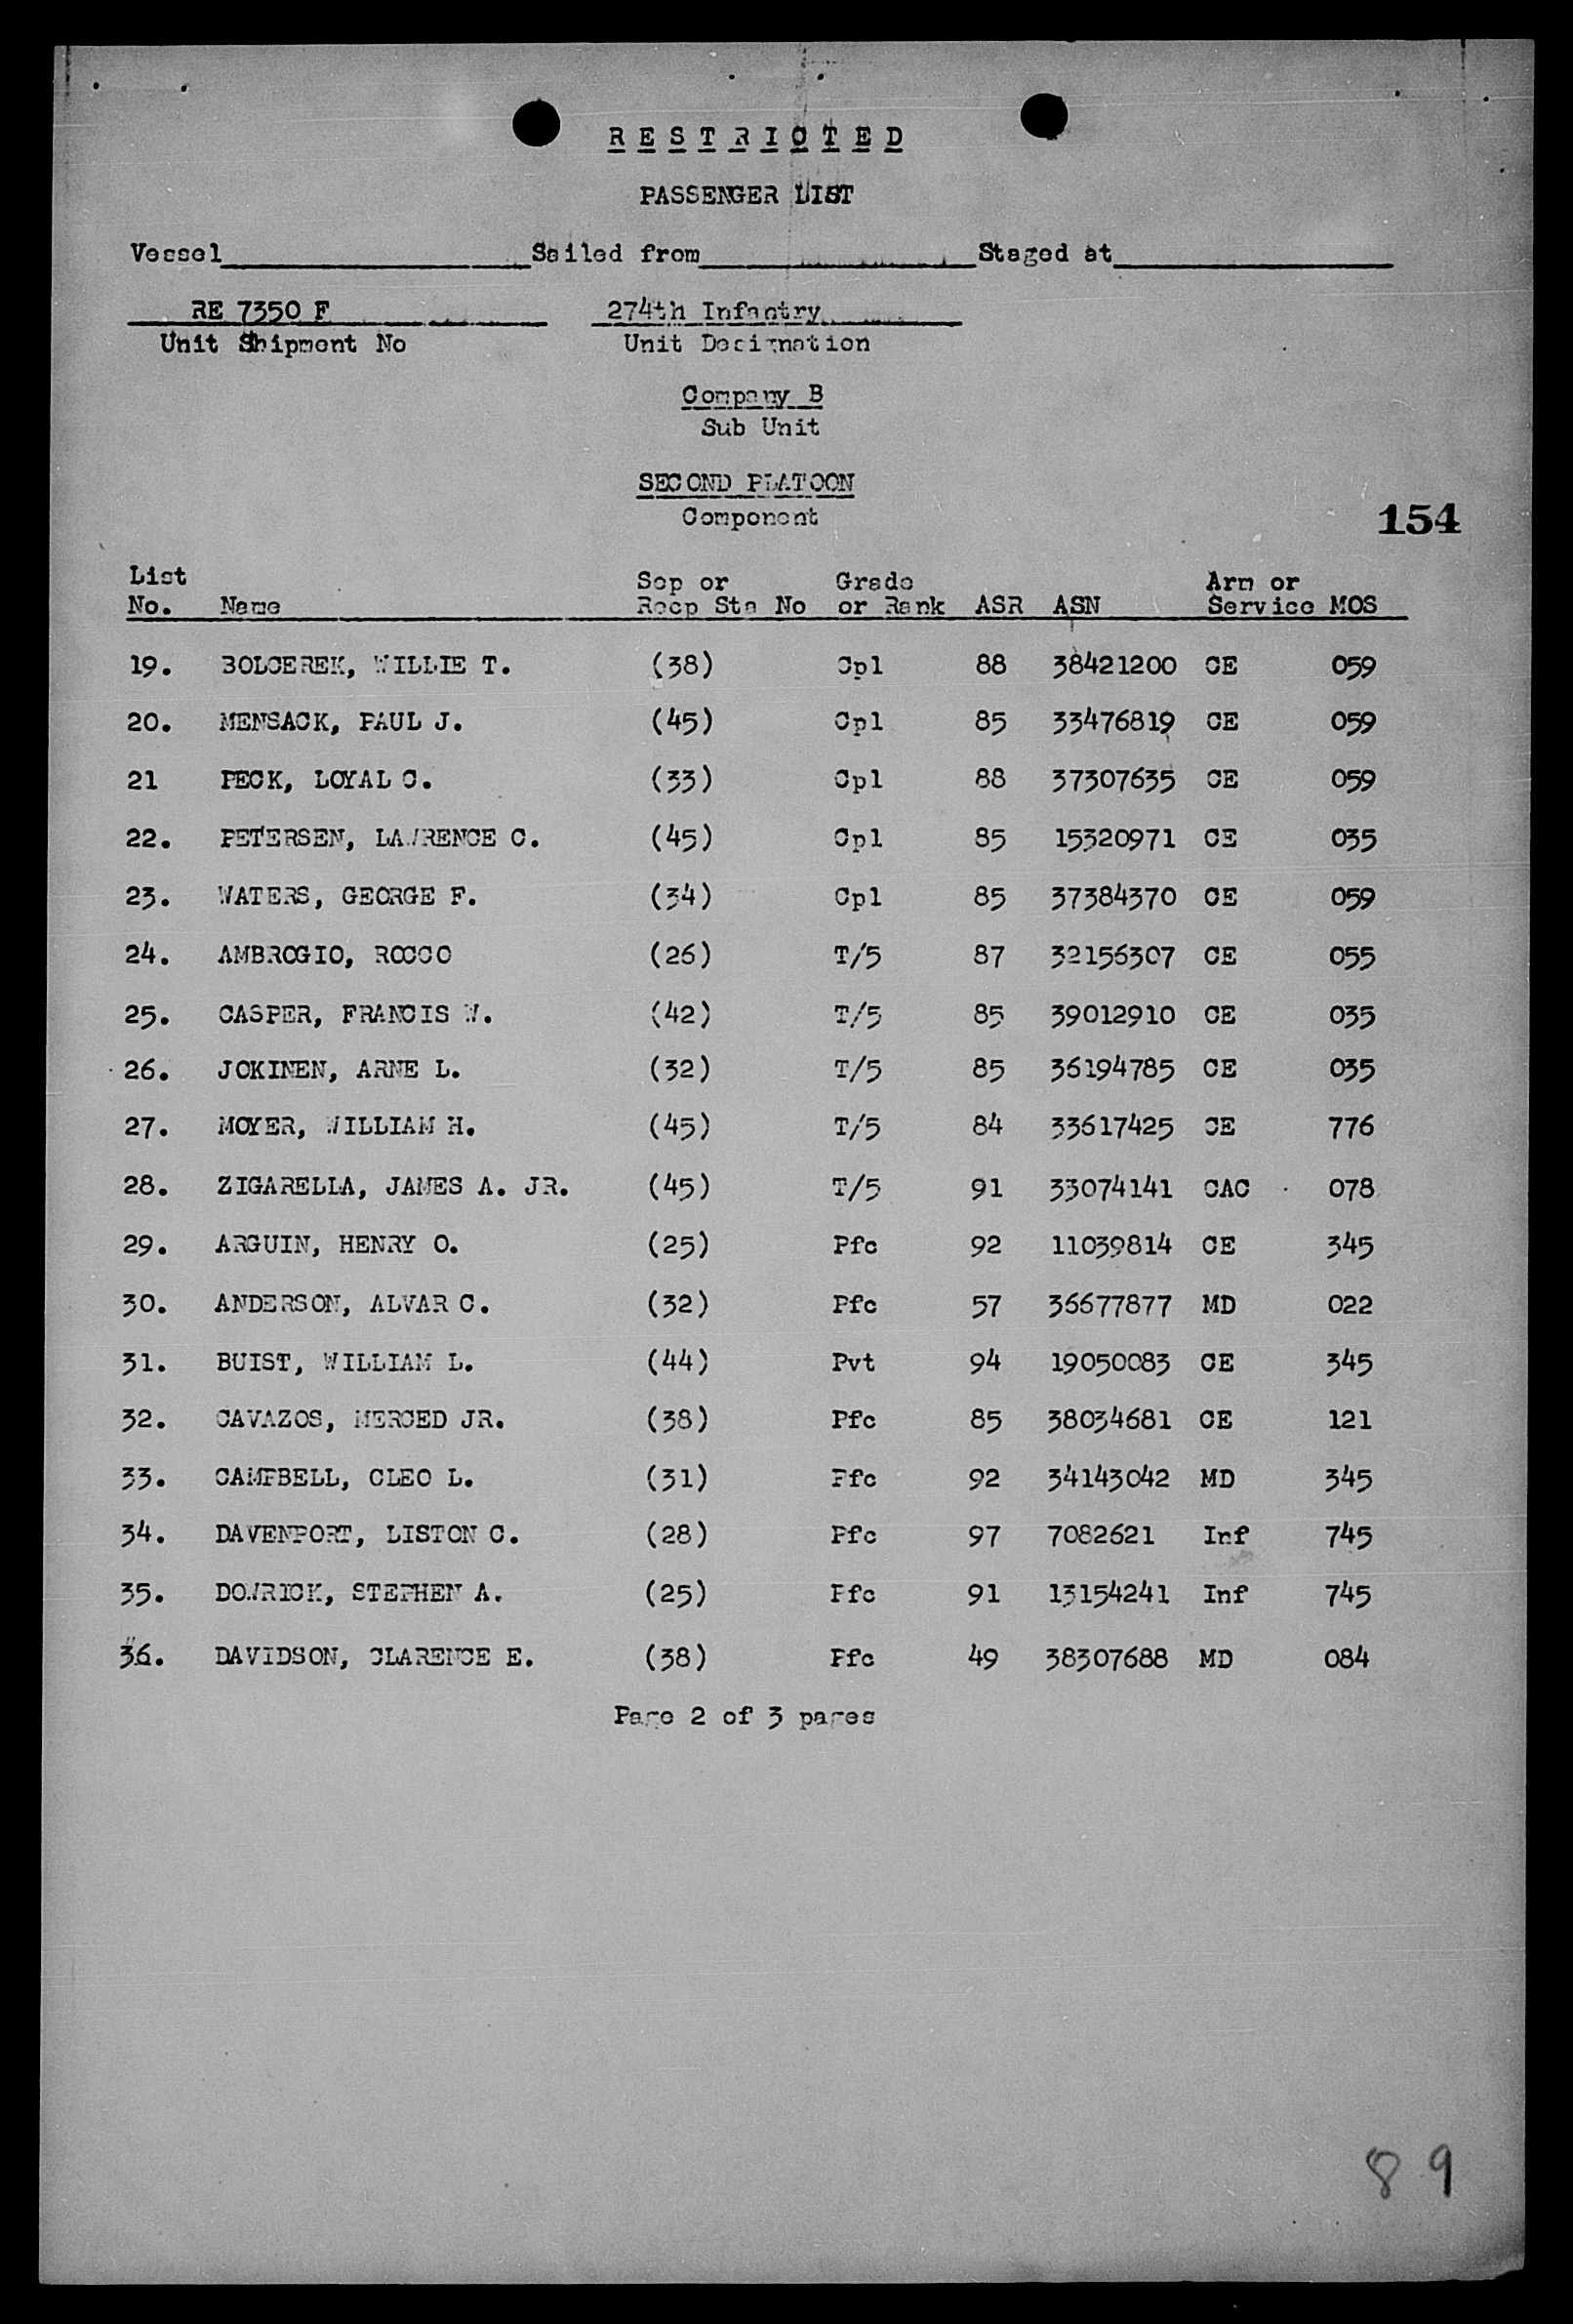 RESTRICTED
PASSENGER LIST
Vessel Sailed from Staged at
RE 7350 F 274th Infantry
Unit Shipment No Unit Designation
Company B
Sub Unit
SECOND PLATOON
Component
154
List Sep or Grade Arm or
No. Name Recp Sta No or Rank ASR ASN Service MOS
19. BOLCEREK, WILLIE T. (38) Cpl 88 38421200 CE 059
20. MENSACK, PAUL J. (45) Cpl 85 33476819 CE 059
21 PECK, LOYAL C. (33) Cpl 88 37307635 CE 059
22. PETERSEN, LAWRENCE C. (45) Cpl 85 15320971 CE 035
23. WATERS, GEORGE F. (34) Cpl 85 37384370 CE 059
24. AMBROGIO, ROCCO (26) T/5 87 32156307 CE 055
25. CASPER, FRANCIS W. (42) T/5 85 39012910 CE 035
26. JOKINEN, ARNE L. (32) T/5 85 36194785 CE 035
27. MOYER, WILLIAM H. (45) T/5 84 33617425 CE 776
28. ZIGARELLA, JAMES A. JR. (45) T/5 91 33074141 CAC 078
29. ARGUIN, HENRY O. (25) Pfc 92 11039814 CE 345
30. ANDERSON, ALVAR C. (32) Pfc 57 36677877 MD 022
31. BUIST, WILLIAM L. (44) Pvt 94 19050083 CE 345
32. CAVAZOS, MERCED JR. (38) Pfc 85 38034681 CE 121
33. CAMPBELL, CLEO L. (31) Pfc 92 34143042 MD 345
34. DAVENPORT, LISTON C. (28) Pfc 97 7082621 Inf 745
35. DOWRICK, STEPHEN A. (25) Pfc 91 13154241 Inf 745
36. DAVIDSON, CLARENCE E. (38) Pfc 49 38307688 MD 084
Page 2 of 3 pages
89